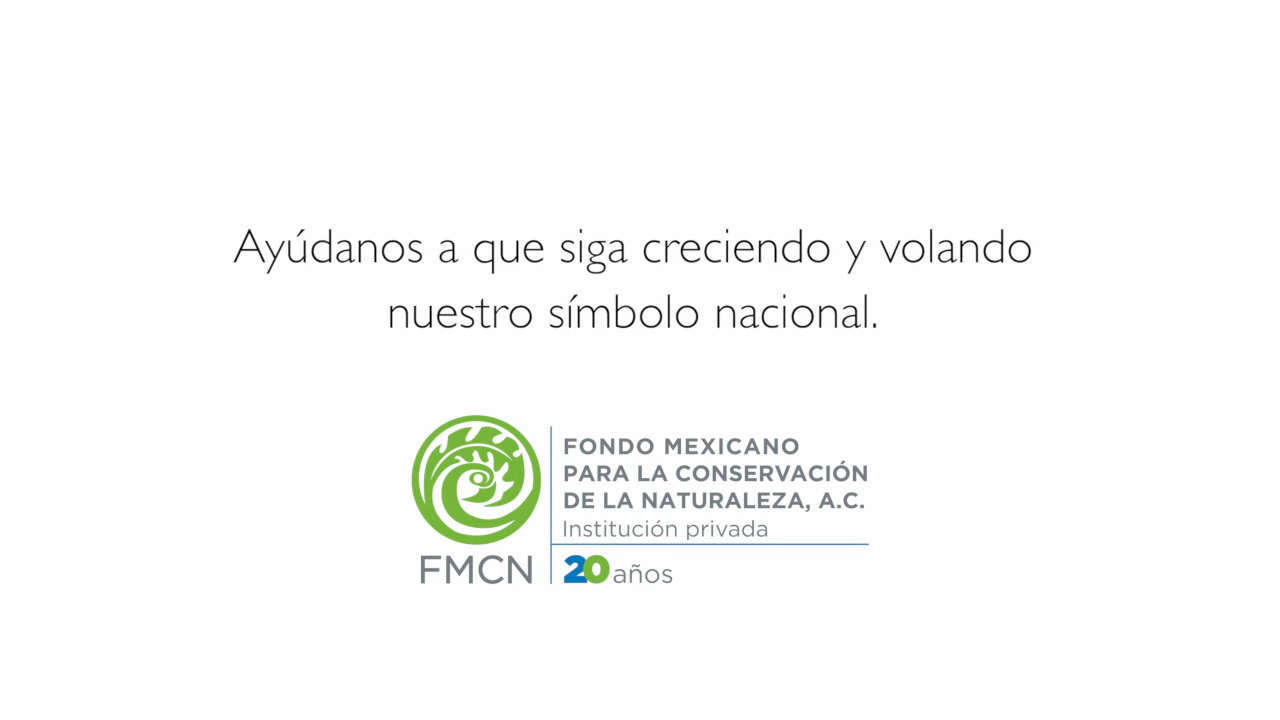 Ayúdanos a que siga creciendo y volando
nuestro símbolo nacional.
FONDO MEXICANO
PARA LA CONSERVACIÓN
DE LA NATURALEZA, A.C.
Institución privada
FMCN
20 años